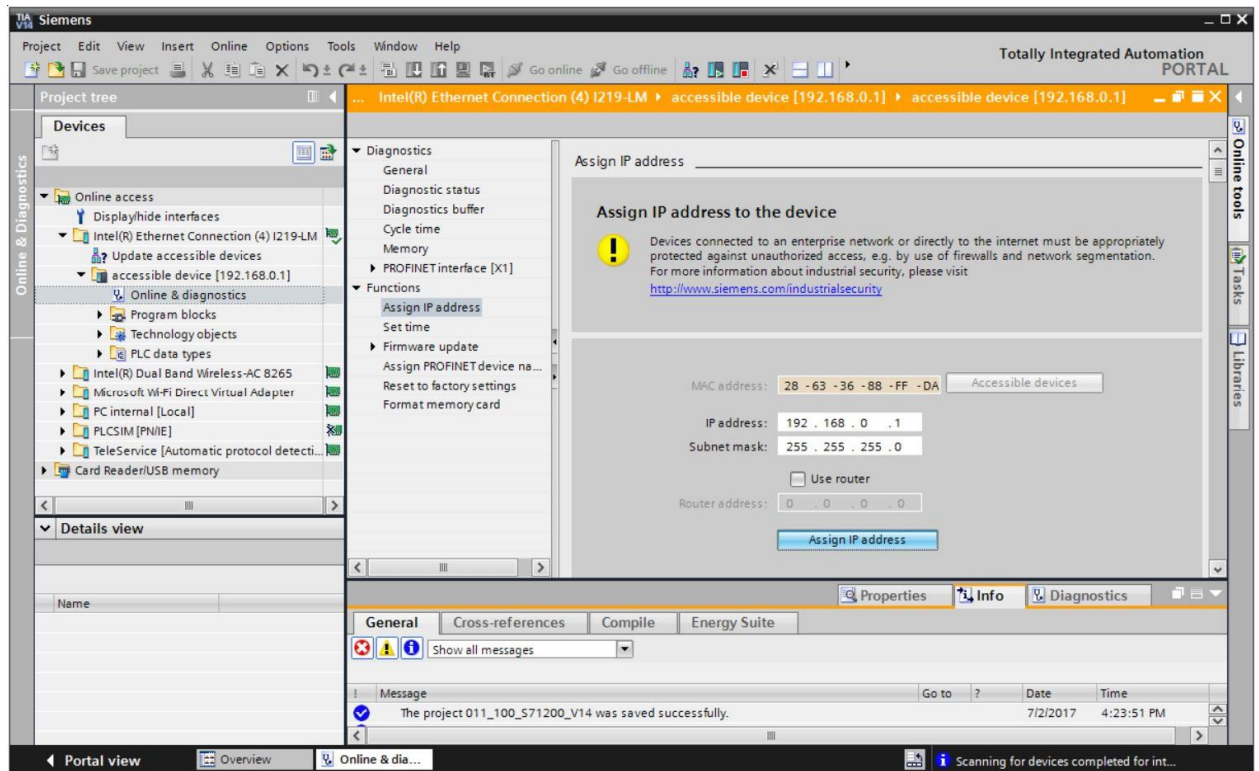 TIA V14 Siemens
Project Edit View Insert Online Options Tools Window Help
Totally Integrated Automation
PORTAL
Save project Go online Go offline
Project tree
... Intel(R) Ethernet Connection (4) I219-LM accessible device [192.168.0.1] accessible device [192.168.0.1]
Devices
Online & Diagnostics
Online access
Display/hide interfaces
Intel(R) Ethernet Connection (4) I219-LM
Update accessible devices
accessible device [192.168.0.1]
Online & diagnostics
Program blocks
Technology objects
PLC data types
Intel(R) Dual Band Wireless-AC 8265
Microsoft Wi-Fi Direct Virtual Adapter
PC internal [Local]
PLCSIM [PN/IE]
TeleService [Automatic protocol detecti...
Card Reader/USB memory
Details view
Name
Diagnostics
General
Diagnostic status
Diagnostics buffer
Cycle time
Memory
PROFINET interface [X1]
Functions
Assign IP address
Set time
Firmware update
Assign PROFINET device na...
Reset to factory settings
Format memory card
Assign IP address
Assign IP address to the device
Devices connected to an enterprise network or directly to the internet must be appropriately
protected against unauthorized access, e.g. by use of firewalls and network segmentation.
For more information about industrial security, please visit
http://www.siemens.com/industrialsecurity
MAC address: 28 -63 -36 -88 -FF -DA Accessible devices
IP address: 192 . 168 . 0 . 1
Subnet mask: 255 . 255 . 255 . 0
Use router
Router address: 0 . 0 . 0 . 0
Assign IP address
Online tools
Tasks
Libraries
Properties Info Diagnostics
General Cross-references Compile Energy Suite
Show all messages
! Message Go to ? Date Time
The project 011_100_S71200_V14 was saved successfully. 7/2/2017 4:23:51 PM
Portal view Overview Online & dia... Scanning for devices completed for int...